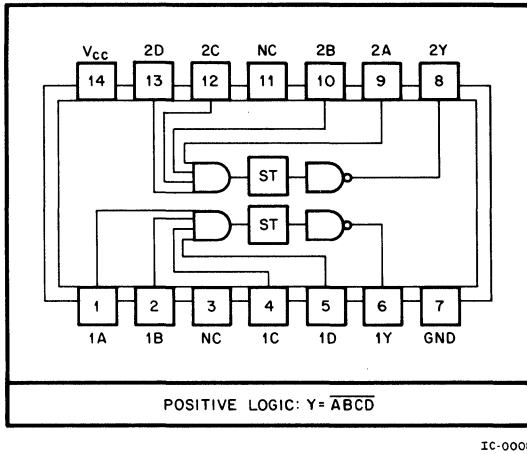 VCC 2D 2C NC 2B 2A 2Y
14 13 12 11 10 9 8
ST
ST
1 2 3 4 5 6 7
1A 1B NC 1C 1D 1Y GND
POSITIVE LOGIC: Y= A̅B̅C̅D̅